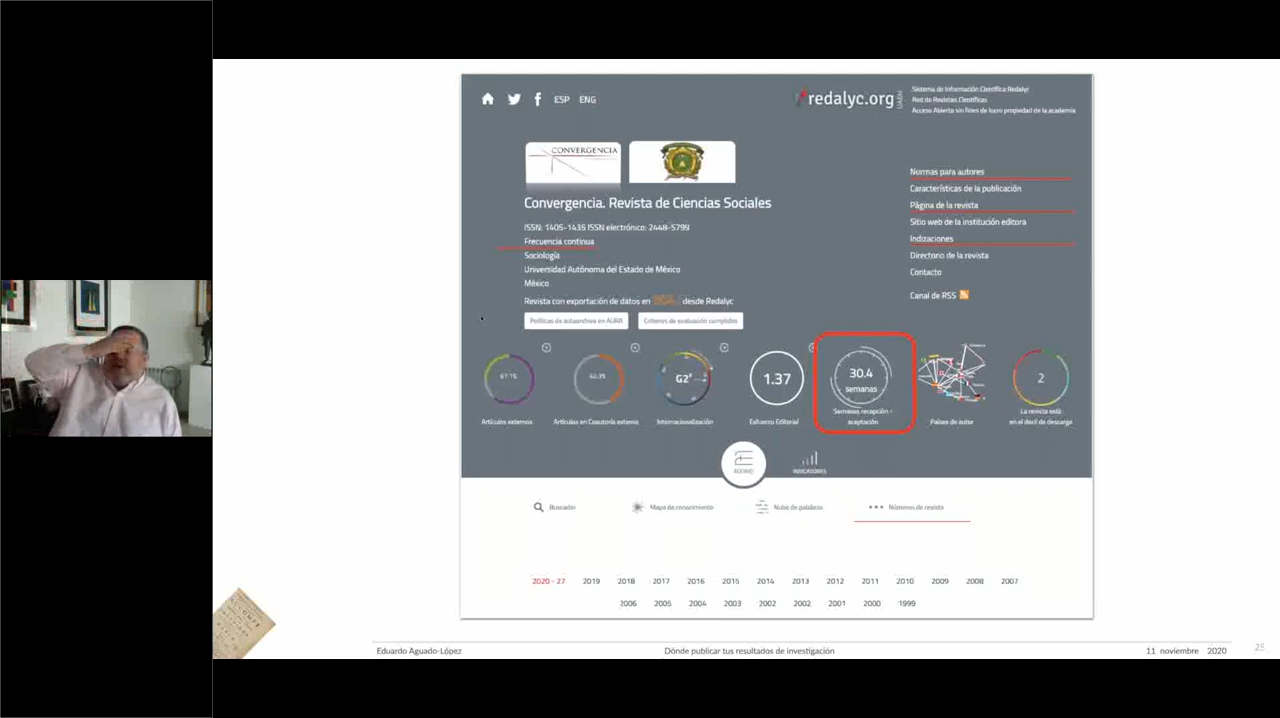 ESP ENG
redalyc.org
UAEM
Sistema de Información Científica Redalyc
Red de Revistas Científicas
Acceso Abierto sin fines de lucro propiedad de la academia
CONVERGENCIA
Convergencia. Revista de Ciencias Sociales
ISSN: 1405-1435 ISSN electrónico: 2448-5799
Frecuencia continua
Sociología
Universidad Autónoma del Estado de México
México
Revista con exportación de datos en desde Redalyc
Políticas de autoarchivo en AURA
Criterios de evaluación cumplidos
Normas para autores
Características de la publicación
Página de la revista
Sitio web de la institución editora
Indizaciones
Directorio de la revista
Contacto
Canal de RSS
G2³
1.37
30.4
semanas
2
Artículos externos
Artículos en Coautoría externa
Internacionalización
Esfuerzo Editorial
Semanas recepción -
aceptación
Países de autor
La revista está
en el decil de descarga
INDICADORES
Buscador
Mapa de conocimiento
Nube de palabras
Números de revista
2020 - 27 2019 2018 2017 2016 2015 2014 2013 2012 2011 2010 2009 2008 2007
2006 2005 2004 2003 2002 2002 2001 2000 1999
Eduardo Aguado-López
Dónde publicar tus resultados de investigación
11 noviembre 2020
25